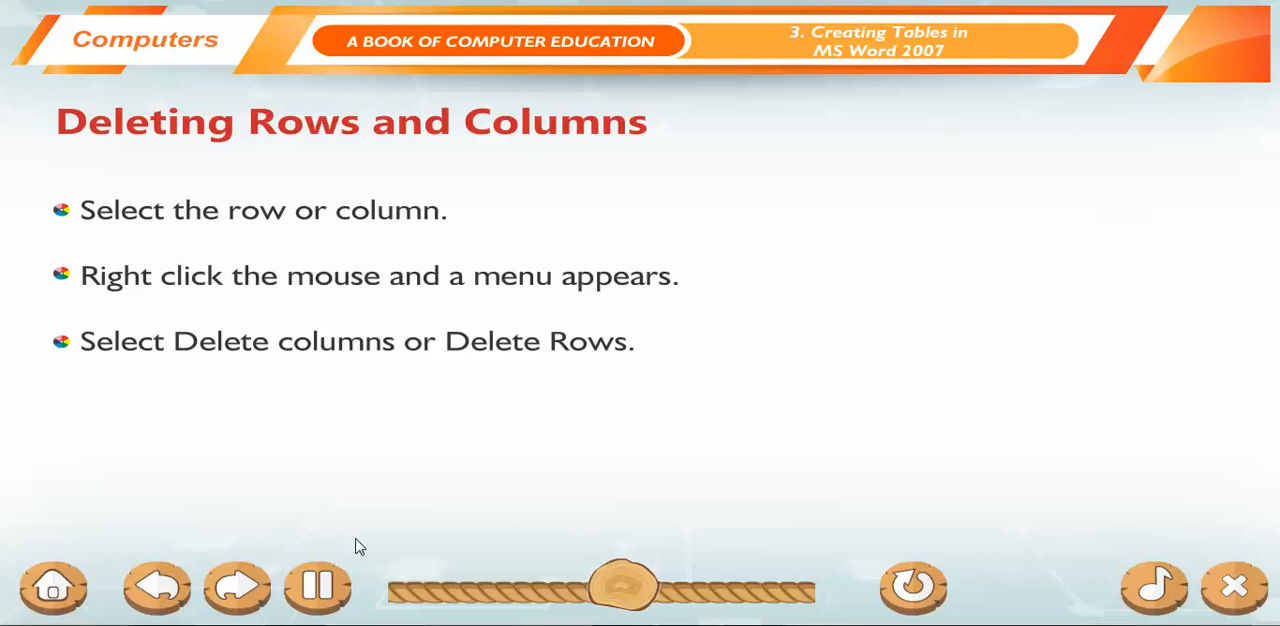 Computers
A BOOK OF COMPUTER EDUCATION
3. Creating Tables in
MS Word 2007
Deleting Rows and Columns
Select the row or column.
Right click the mouse and a menu appears.
Select Delete columns or Delete Rows.